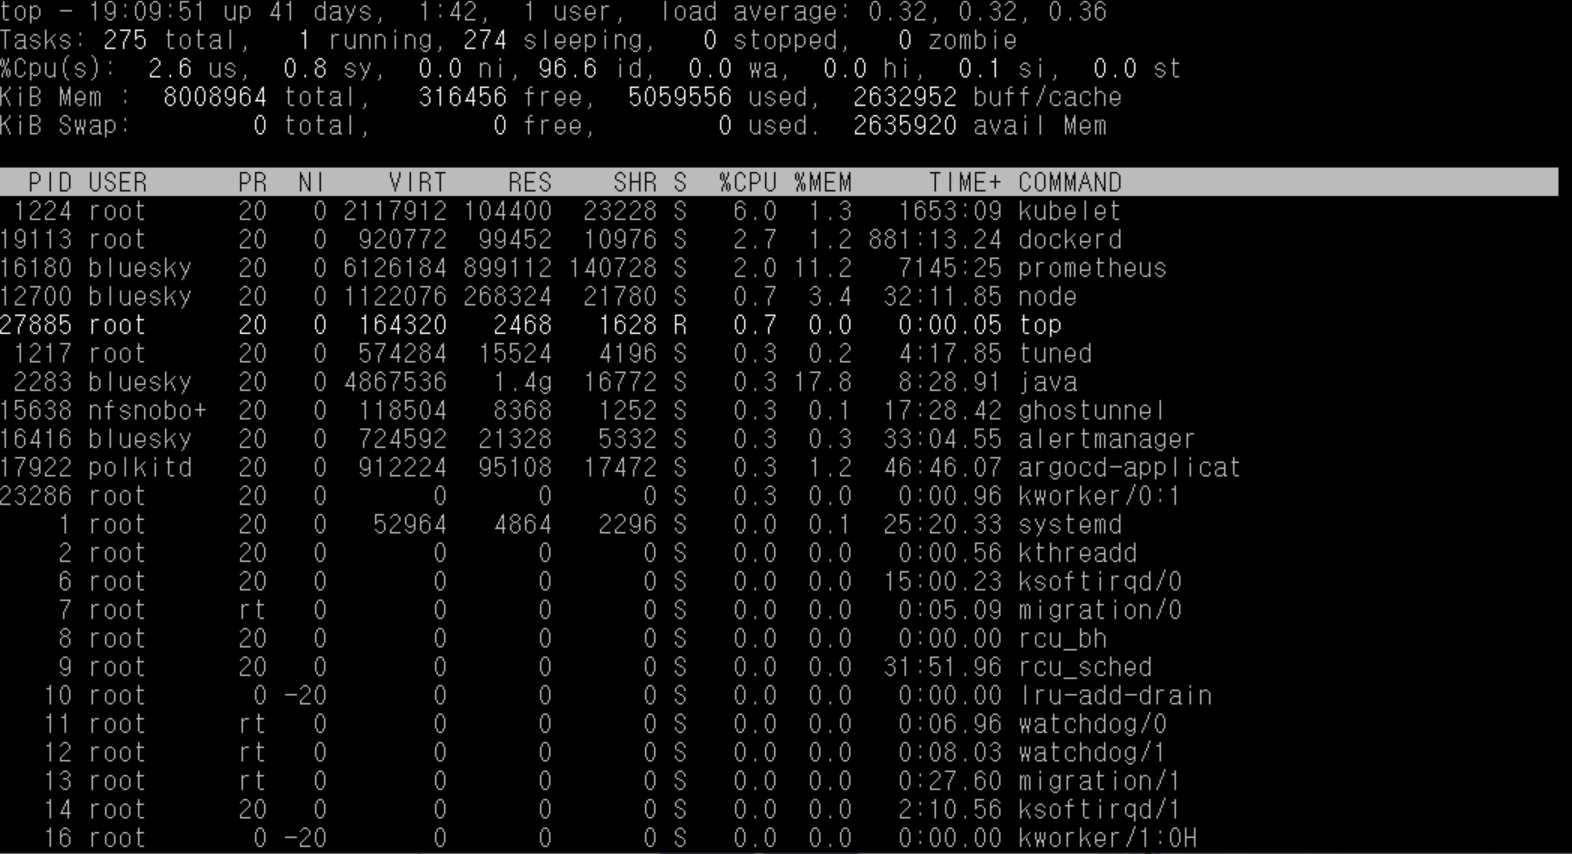 top - 19:09:51 up 41 days,  1:42,  1 user,  load average: 0.32, 0.32, 0.36
Tasks: 275 total,   1 running, 274 sleeping,   0 stopped,   0 zombie
%Cpu(s):  2.6 us,  0.8 sy,  0.0 ni, 96.6 id,  0.0 wa,  0.0 hi,  0.1 si,  0.0 st
KiB Mem :  8008964 total,   316456 free,  5059556 used,  2632952 buff/cache
KiB Swap:        0 total,        0 free,        0 used.  2635920 avail Mem
PID USER      PR  NI    VIRT    RES    SHR S  %CPU %MEM     TIME+ COMMAND
1224 root      20   0 2117912 104400  23228 S   6.0  1.3   1653:09 kubelet
19113 root      20   0  920772  99452  10976 S   2.7  1.2 881:13.24 dockerd
16180 bluesky   20   0 6126184 899112 140728 S   2.0 11.2   7145:25 prometheus
12700 bluesky   20   0 1122076 268324  21780 S   0.7  3.4  32:11.85 node
27885 root      20   0  164320   2468   1628 R   0.7  0.0   0:00.05 top
1217 root      20   0  574284  15524   4196 S   0.3  0.2   4:17.85 tuned
2283 bluesky   20   0 4867536   1.4g  16772 S   0.3 17.8   8:28.91 java
15638 nfsnobo+  20   0  118504   8368   1252 S   0.3  0.1  17:28.42 ghostunnel
16416 bluesky   20   0  724592  21328   5332 S   0.3  0.3  33:04.55 alertmanager
17922 polkitd   20   0  912224  95108  17472 S   0.3  1.2  46:46.07 argocd-applicat
23286 root      20   0       0      0      0 S   0.3  0.0   0:00.96 kworker/0:1
1 root      20   0   52964   4864   2296 S   0.0  0.1  25:20.33 systemd
2 root      20   0       0      0      0 S   0.0  0.0   0:00.56 kthreadd
6 root      20   0       0      0      0 S   0.0  0.0  15:00.23 ksoftirqd/0
7 root      rt   0       0      0      0 S   0.0  0.0   0:05.09 migration/0
8 root      20   0       0      0      0 S   0.0  0.0   0:00.00 rcu_bh
9 root      20   0       0      0      0 S   0.0  0.0  31:51.96 rcu_sched
10 root       0 -20       0      0      0 S   0.0  0.0   0:00.00 lru-add-drain
11 root      rt   0       0      0      0 S   0.0  0.0   0:06.96 watchdog/0
12 root      rt   0       0      0      0 S   0.0  0.0   0:08.03 watchdog/1
13 root      rt   0       0      0      0 S   0.0  0.0   0:27.60 migration/1
14 root      20   0       0      0      0 S   0.0  0.0   2:10.56 ksoftirqd/1
16 root       0 -20       0      0      0 S   0.0  0.0   0:00.00 kworker/1:0H